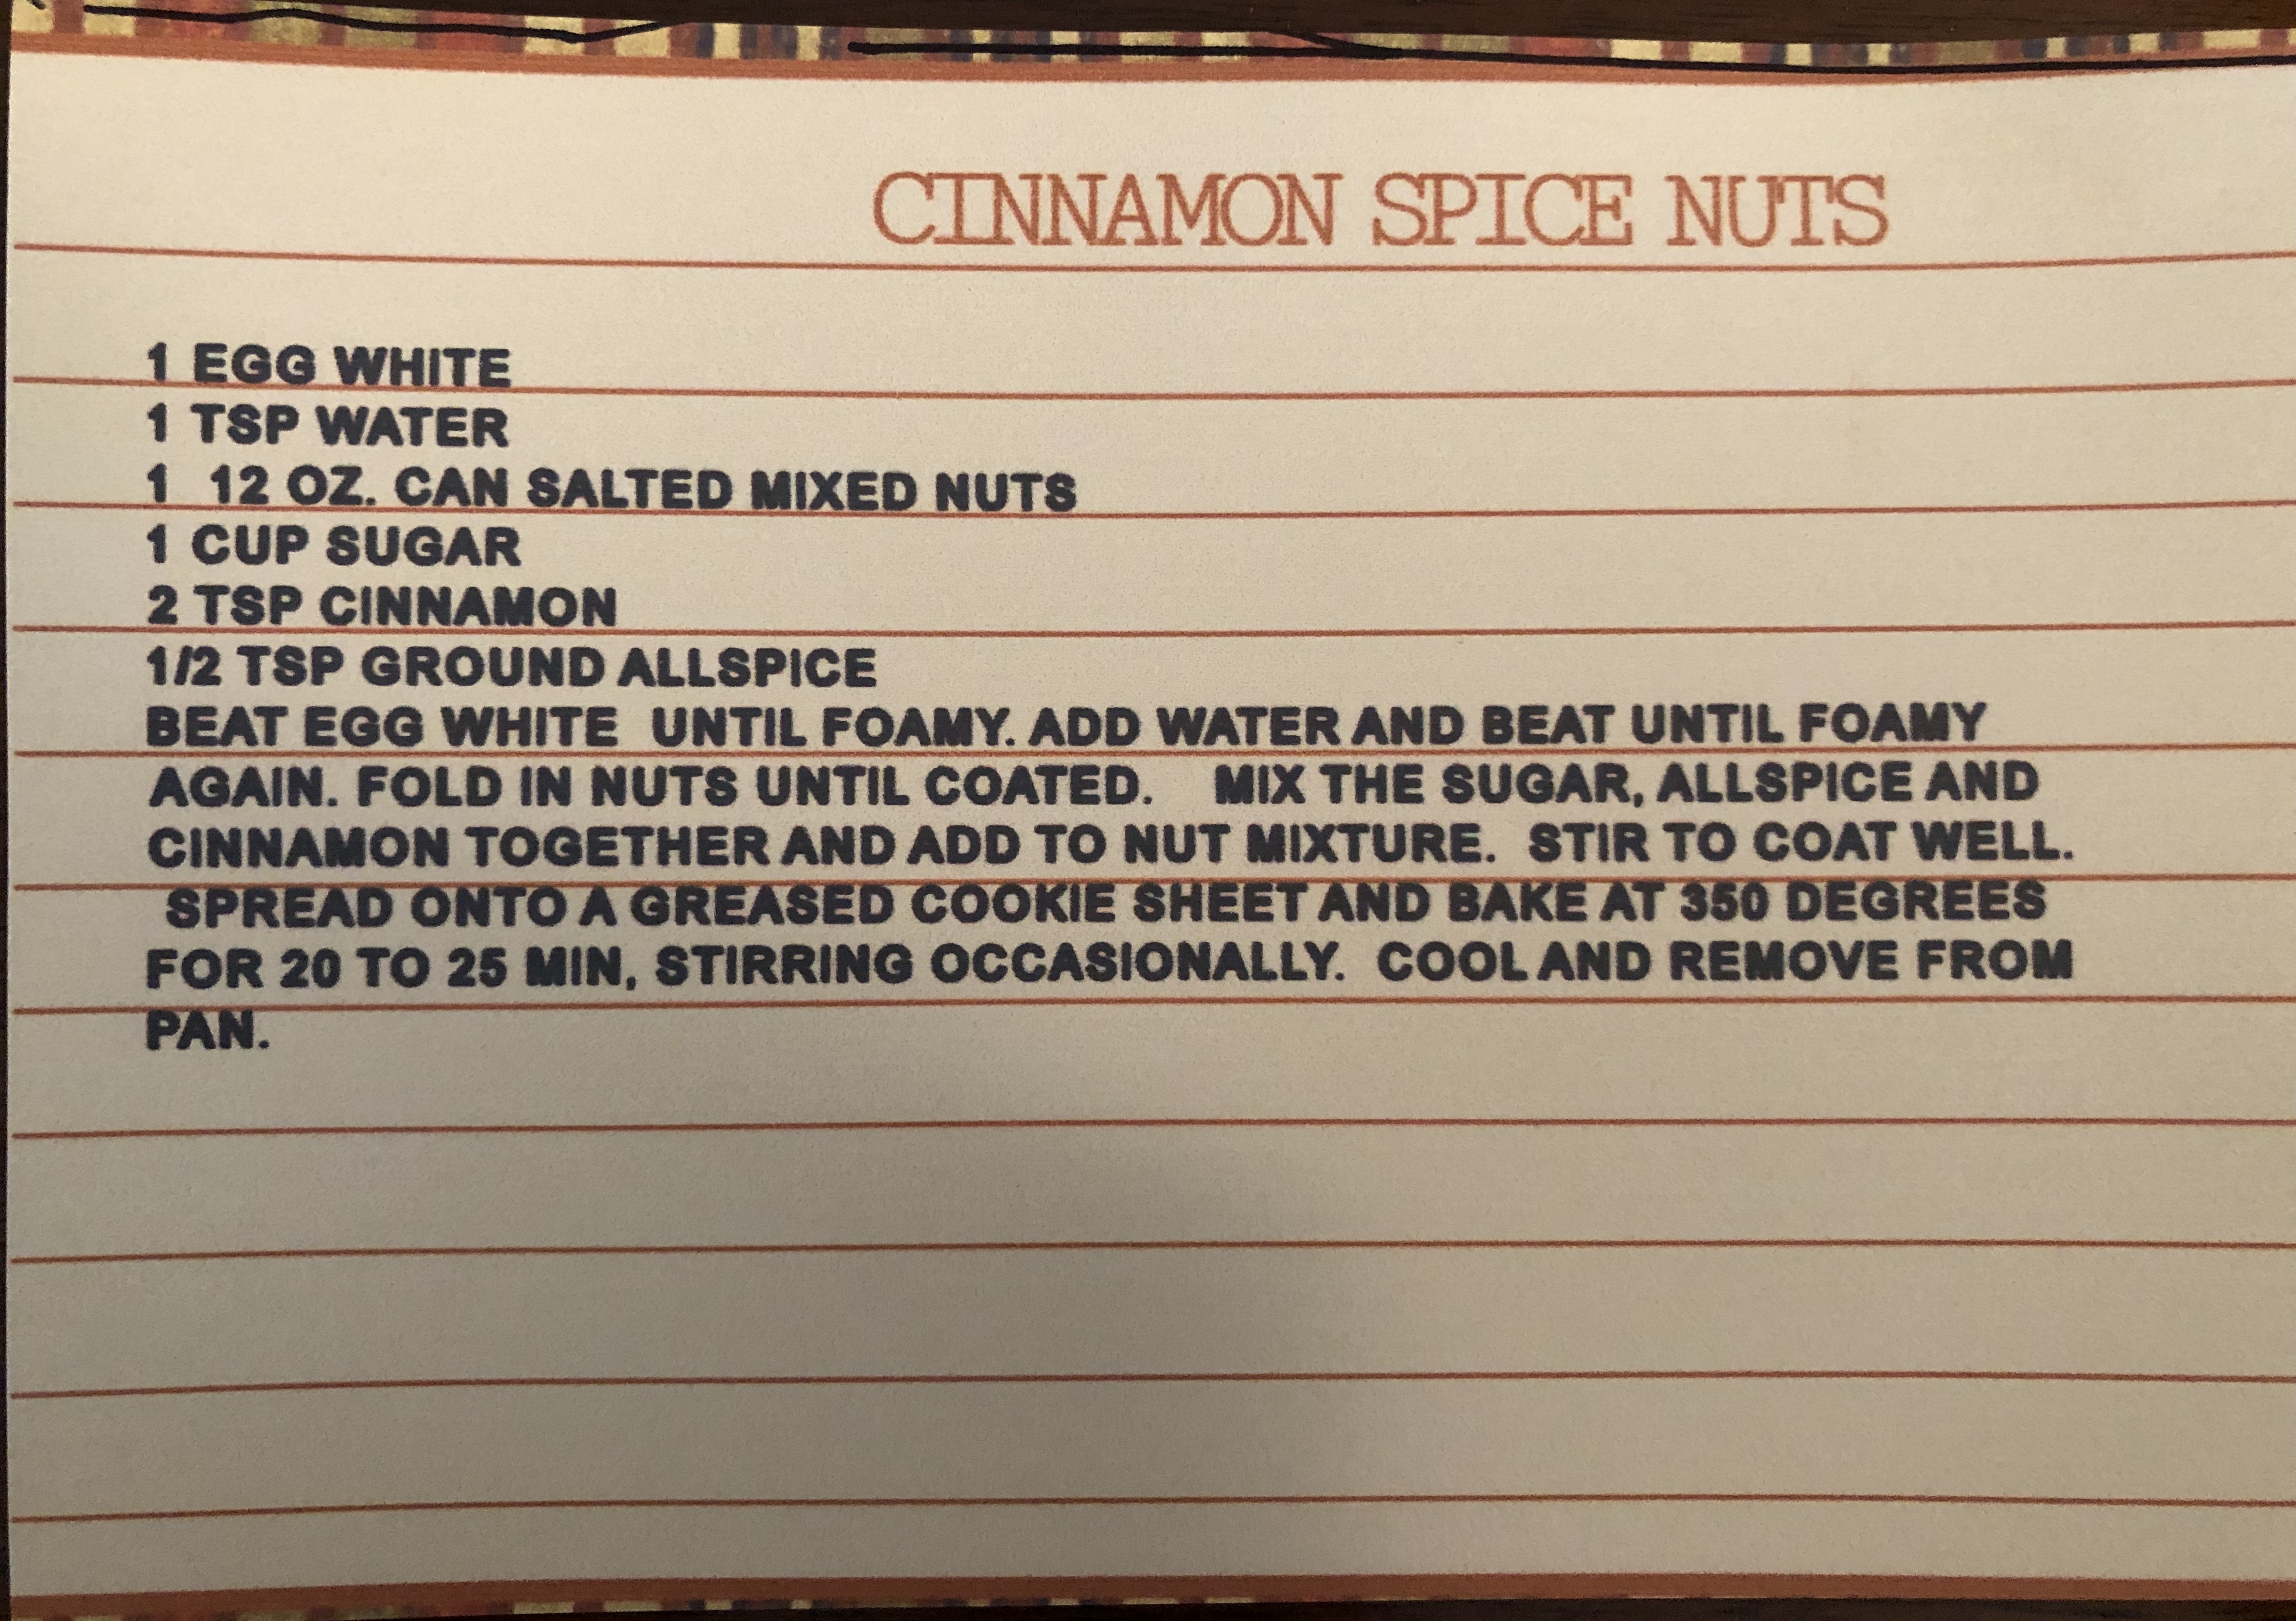 CINNAMON SPICE NUTS
1 EGG WHITE
1 TSP WATER
1  12 OZ. CAN SALTED MIXED NUTS
1 CUP SUGAR
2 TSP CINNAMON
1/2 TSP GROUND ALLSPICE
BEAT EGG WHITE  UNTIL FOAMY. ADD WATER AND BEAT UNTIL FOAMY
AGAIN. FOLD IN NUTS UNTIL COATED.   MIX THE SUGAR, ALLSPICE AND
CINNAMON TOGETHER AND ADD TO NUT MIXTURE.  STIR TO COAT WELL.
SPREAD ONTO A GREASED COOKIE SHEET AND BAKE AT 350 DEGREES
FOR 20 TO 25 MIN, STIRRING OCCASIONALLY.  COOL AND REMOVE FROM
PAN.